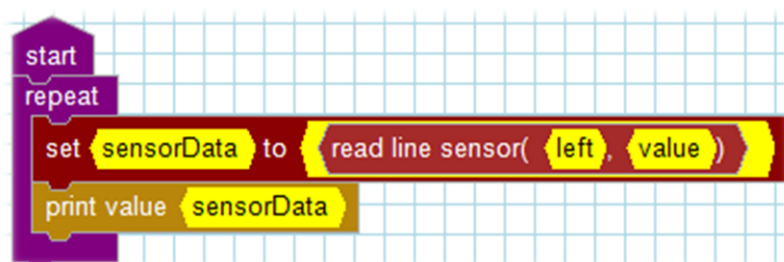 start
repeat
set sensorData to read line sensor( left, value )
print value sensorData